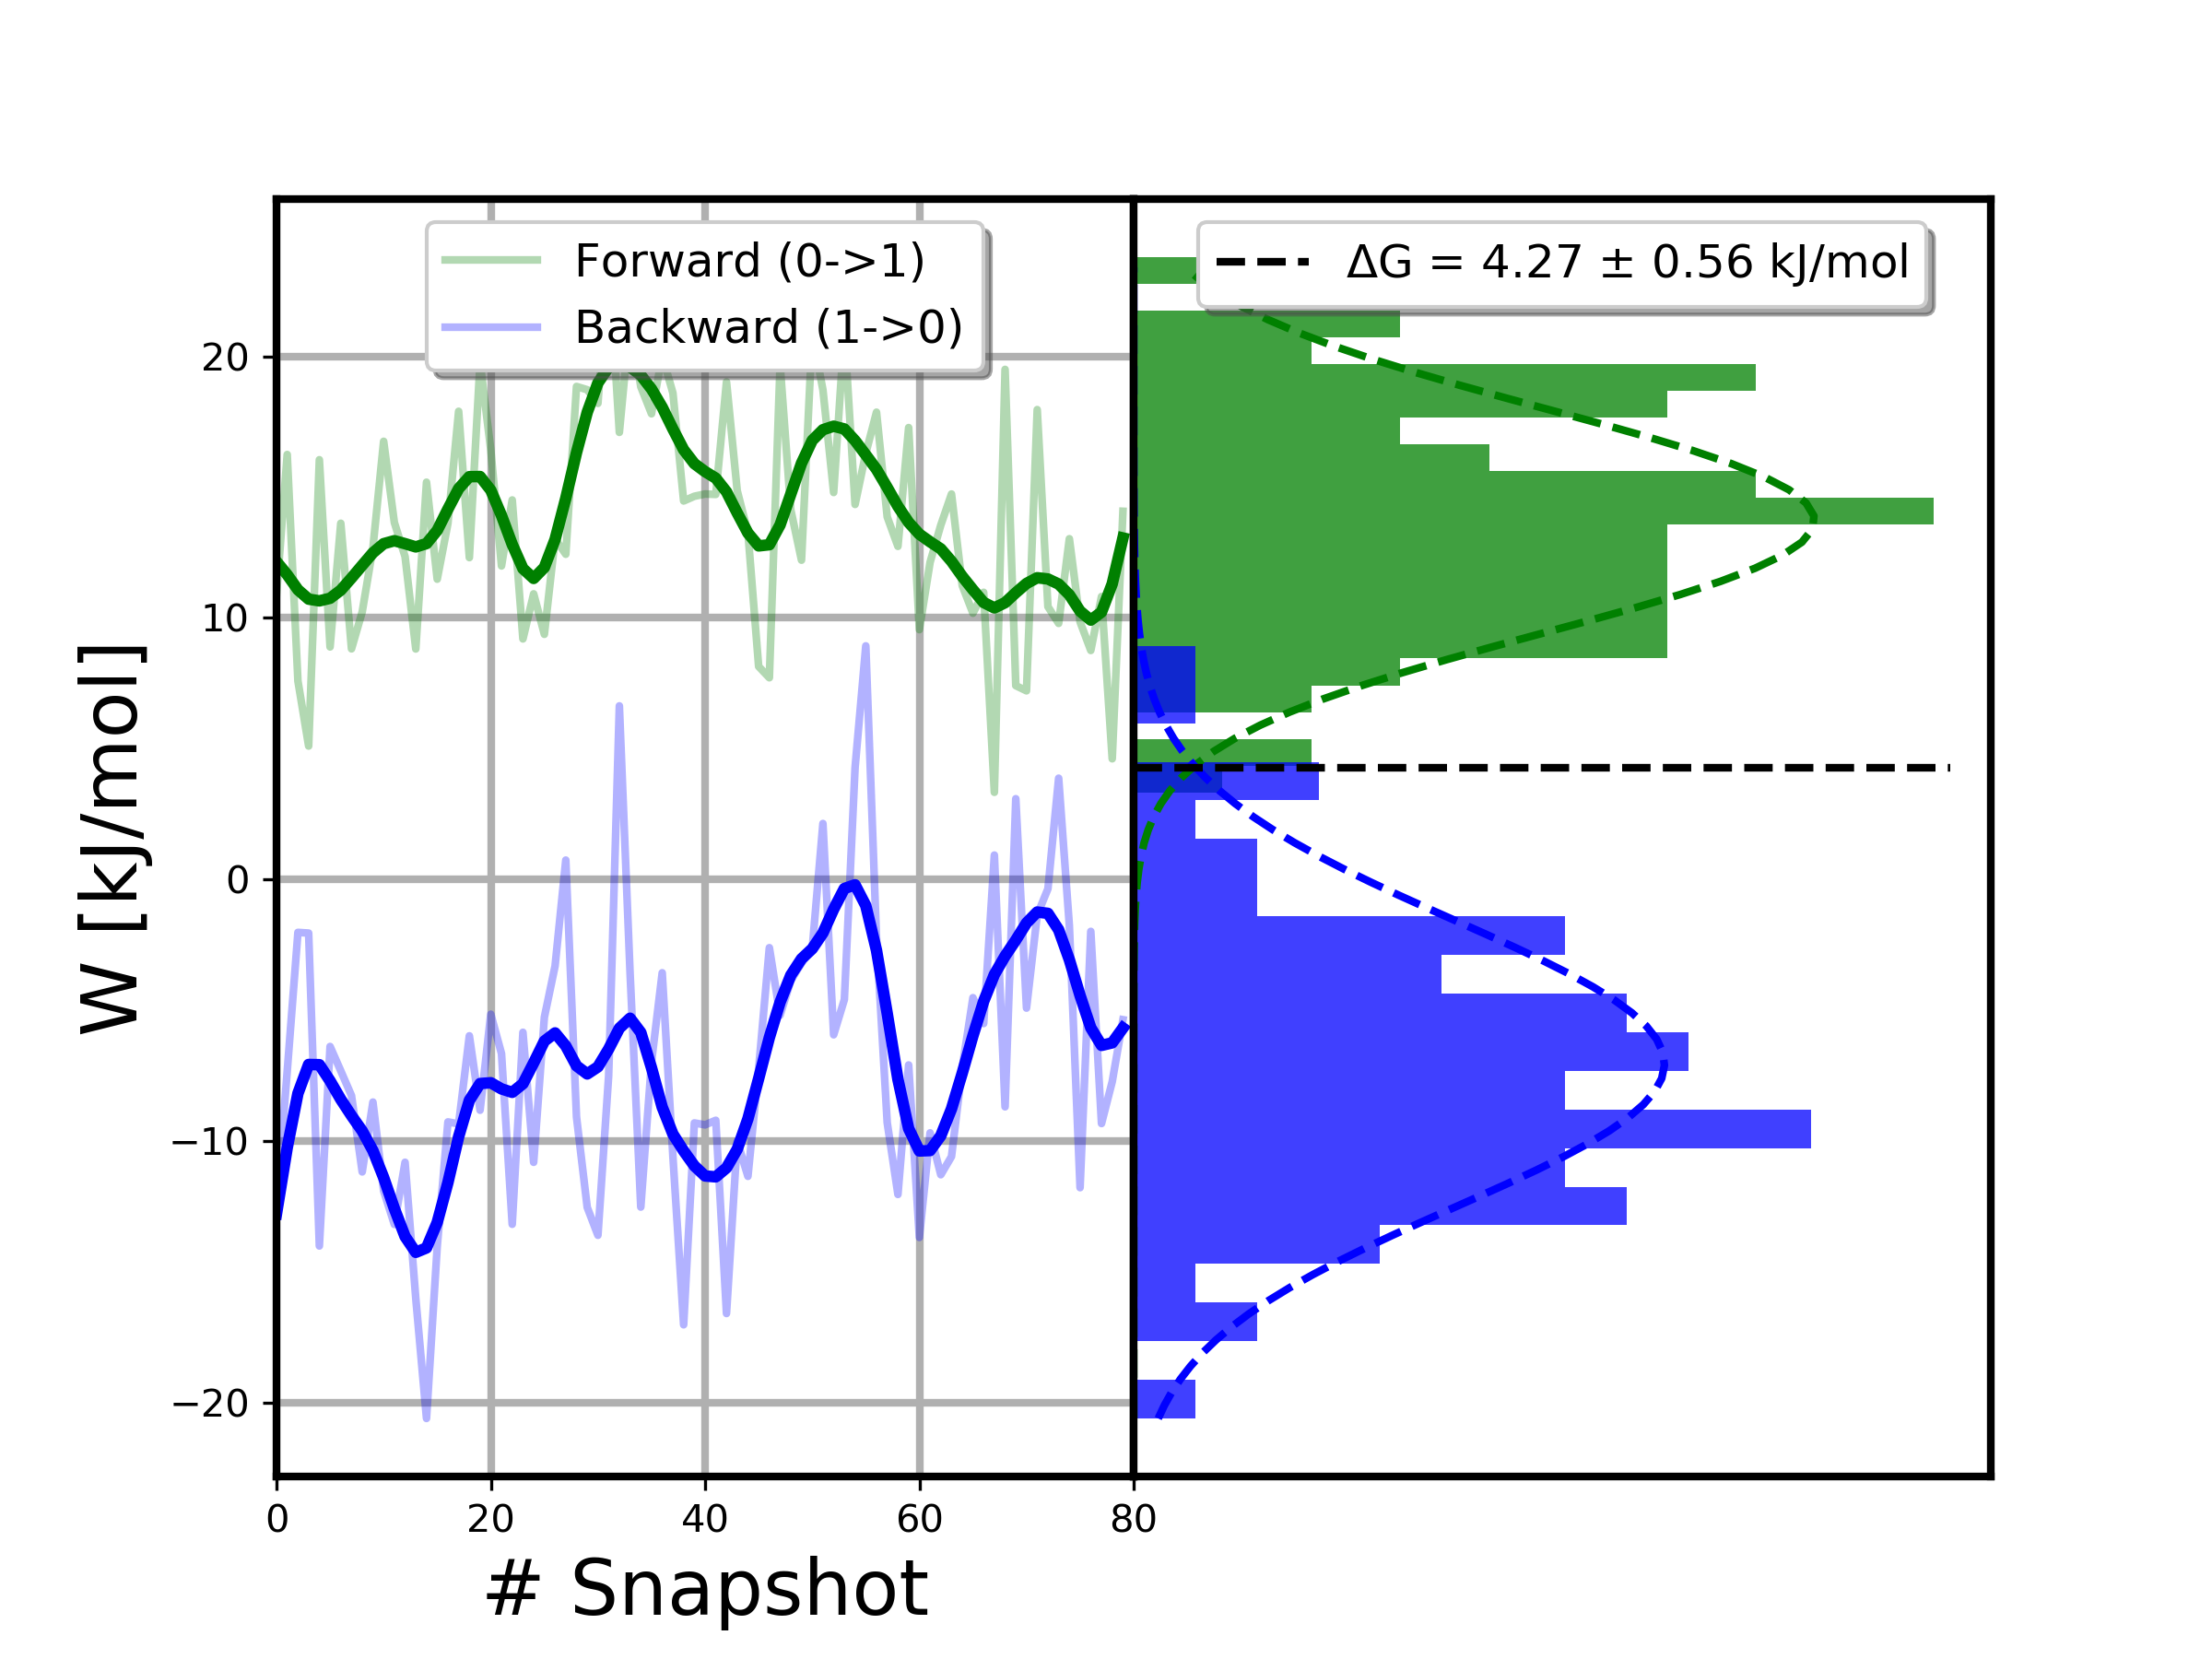 Forward (0->1)
Backward (1->0)
ΔG = 4.27 ± 0.56 kJ/mol
W [kJ/mol]
20
10
0
−10
−20
0 20 40 60 80
# Snapshot